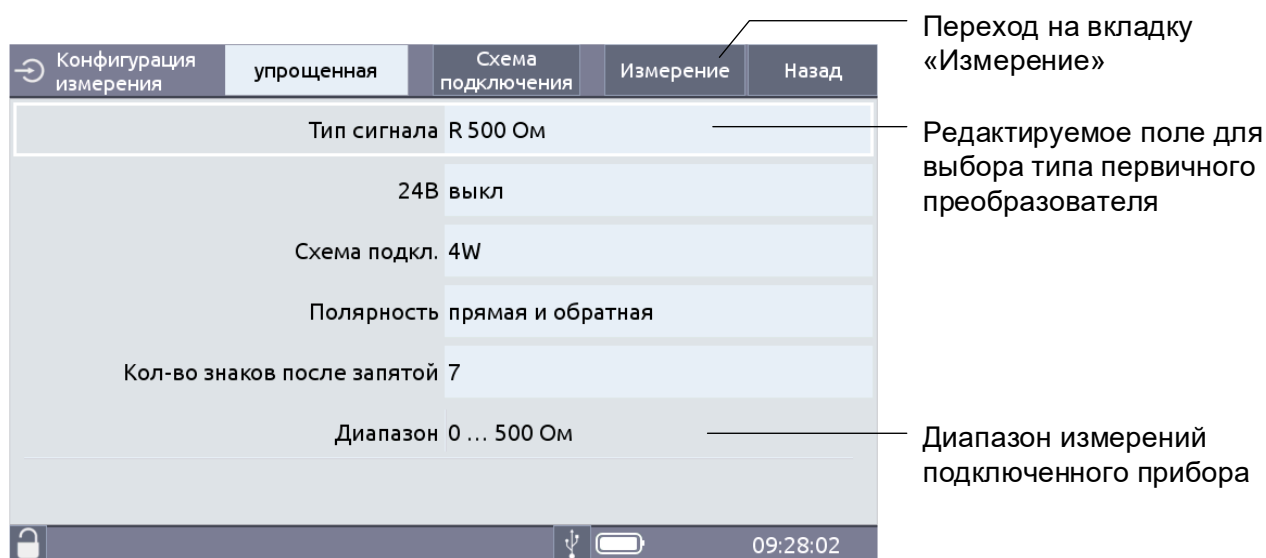 Переход на вкладку
«Измерение»
Конфигурация
измерения
упрощенная
Схема
подключения
Измерение
Назад
Тип сигнала R 500 Ом
Редактируемое поле для
выбора типа первичного
преобразователя
24В выкл
Схема подкл. 4W
Полярность прямая и обратная
Кол-во знаков после запятой 7
Диапазон 0 ... 500 Ом
Диапазон измерений
подключенного прибора
09:28:02